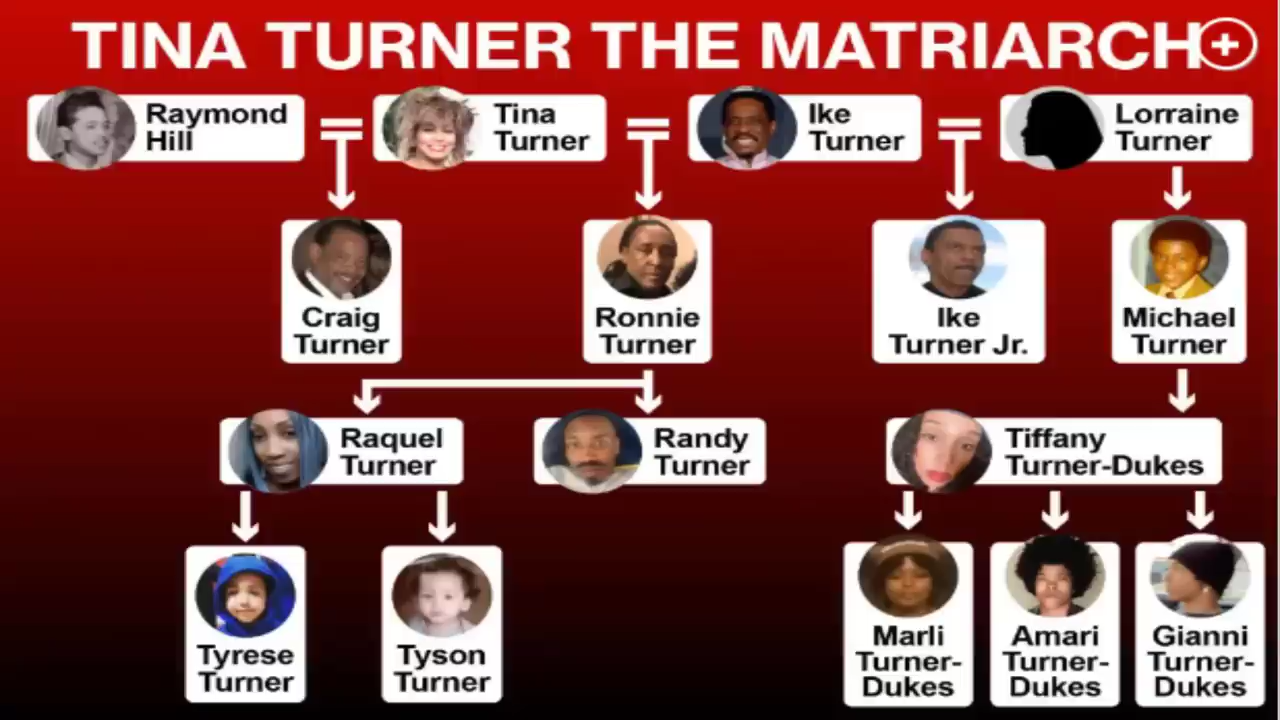 TINA TURNER THE MATRIARCH
Raymond
Hill
Tina
Turner
Ike
Turner
Lorraine
Turner
Craig
Turner
Ronnie
Turner
Ike
Turner Jr.
Michael
Turner
Raquel
Turner
Randy
Turner
Tiffany
Turner-Dukes
Tyrese
Turner
Tyson
Turner
Marli
Turner-
Dukes
Amari
Turner-
Dukes
Gianni
Turner-
Dukes